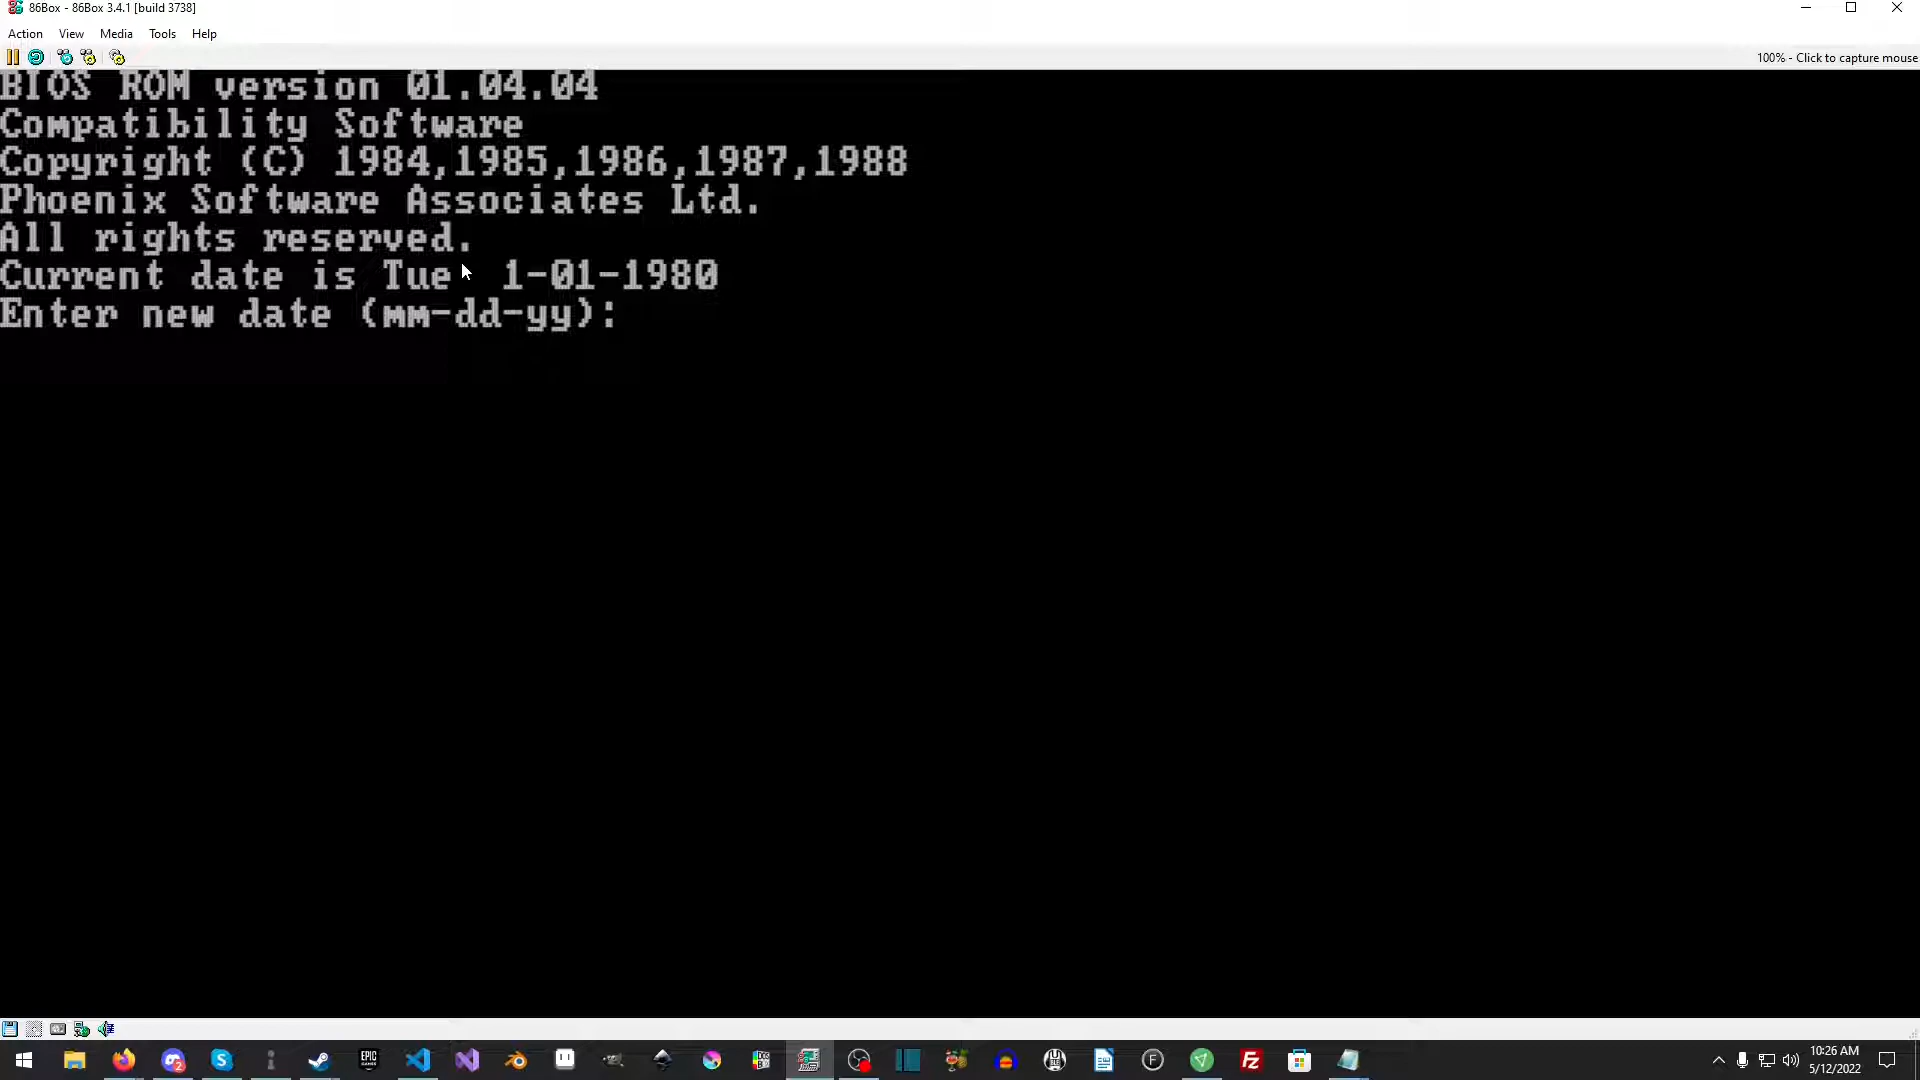 86Box - 86Box 3.4.1 [build 3738]
Action View Media Tools Help
100% - Click to capture mouse
BIOS ROM version 01.04.04
Compatibility Software
Copyright (C) 1984,1985,1986,1987,1988
Phoenix Software Associates Ltd.
All rights reserved.
Current date is Tue  1-01-1980
Enter new date (mm-dd-yy):
EPIC GAMES
10:26 AM
5/12/2022